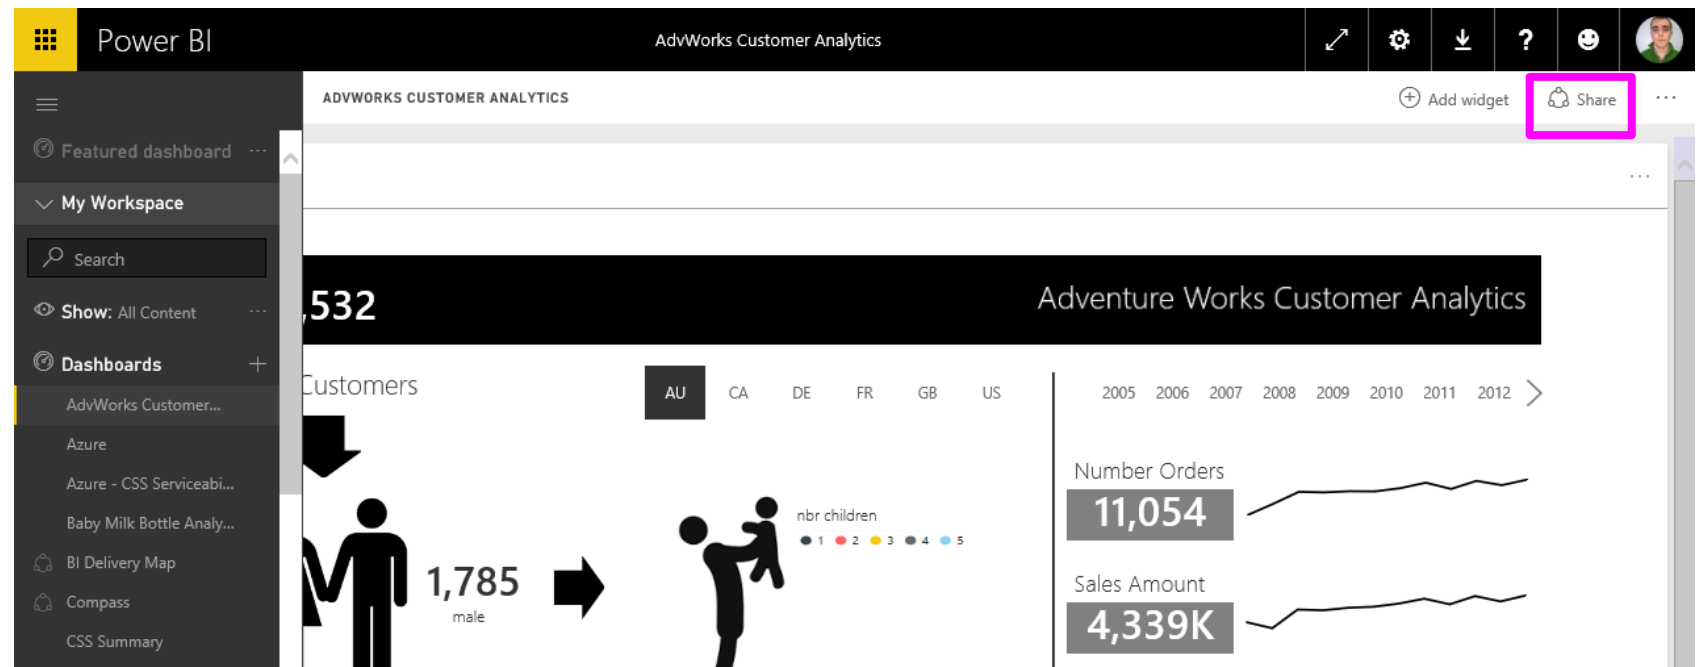 Power BI
AdvWorks Customer Analytics
ADVWORKS CUSTOMER ANALYTICS
Add widget
Share
Featured dashboard
My Workspace
Search
Show: All Content
Dashboards
AdvWorks Customer...
Azure
Azure - CSS Serviceabi...
Baby Milk Bottle Analy...
BI Delivery Map
Compass
CSS Summary
,532
Adventure Works Customer Analytics
Customers
AU CA DE FR GB US
2005 2006 2007 2008 2009 2010 2011 2012
nbr children
1 2 3 4 5
1,785
male
Number Orders
11,054
Sales Amount
4,339K